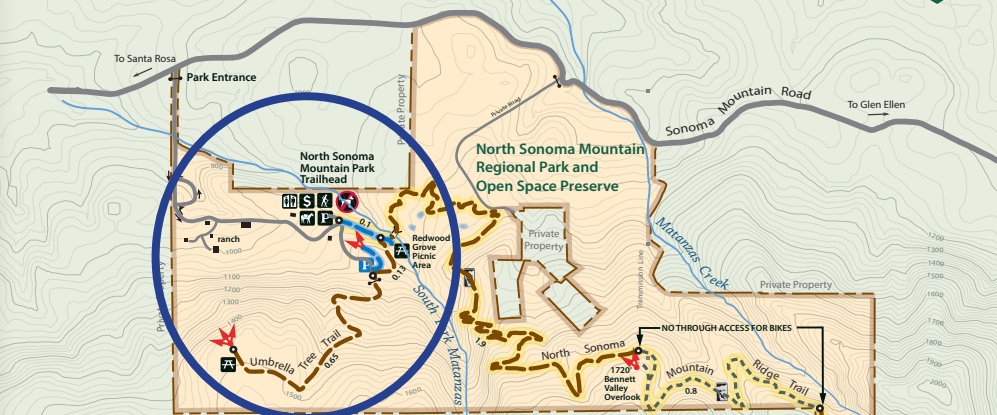 To Santa Rosa
Park Entrance
Private Property
Private Road
Sonoma Mountain Road
To Glen Ellen
North Sonoma
Mountain Park
Trailhead
North Sonoma Mountain
Regional Park and
Open Space Preserve
900
$
P
0.1
ranch
Redwood
Grove
Picnic
Area
P
0.13
1000
1100
1200
1300
1400
1500
1600
Private Property
South Fork Matanzas
Umbrella Tree Trail
0.65
1.9
Private
Property
Transmission Line
Matanzas Creek
Private Property
1200
1300
1400
1500
1600
1700
1800
1900
2000
NO THROUGH ACCESS FOR BIKES
North Sonoma Mountain Ridge Trail
1720'
Bennett
Valley
Overlook
0.8